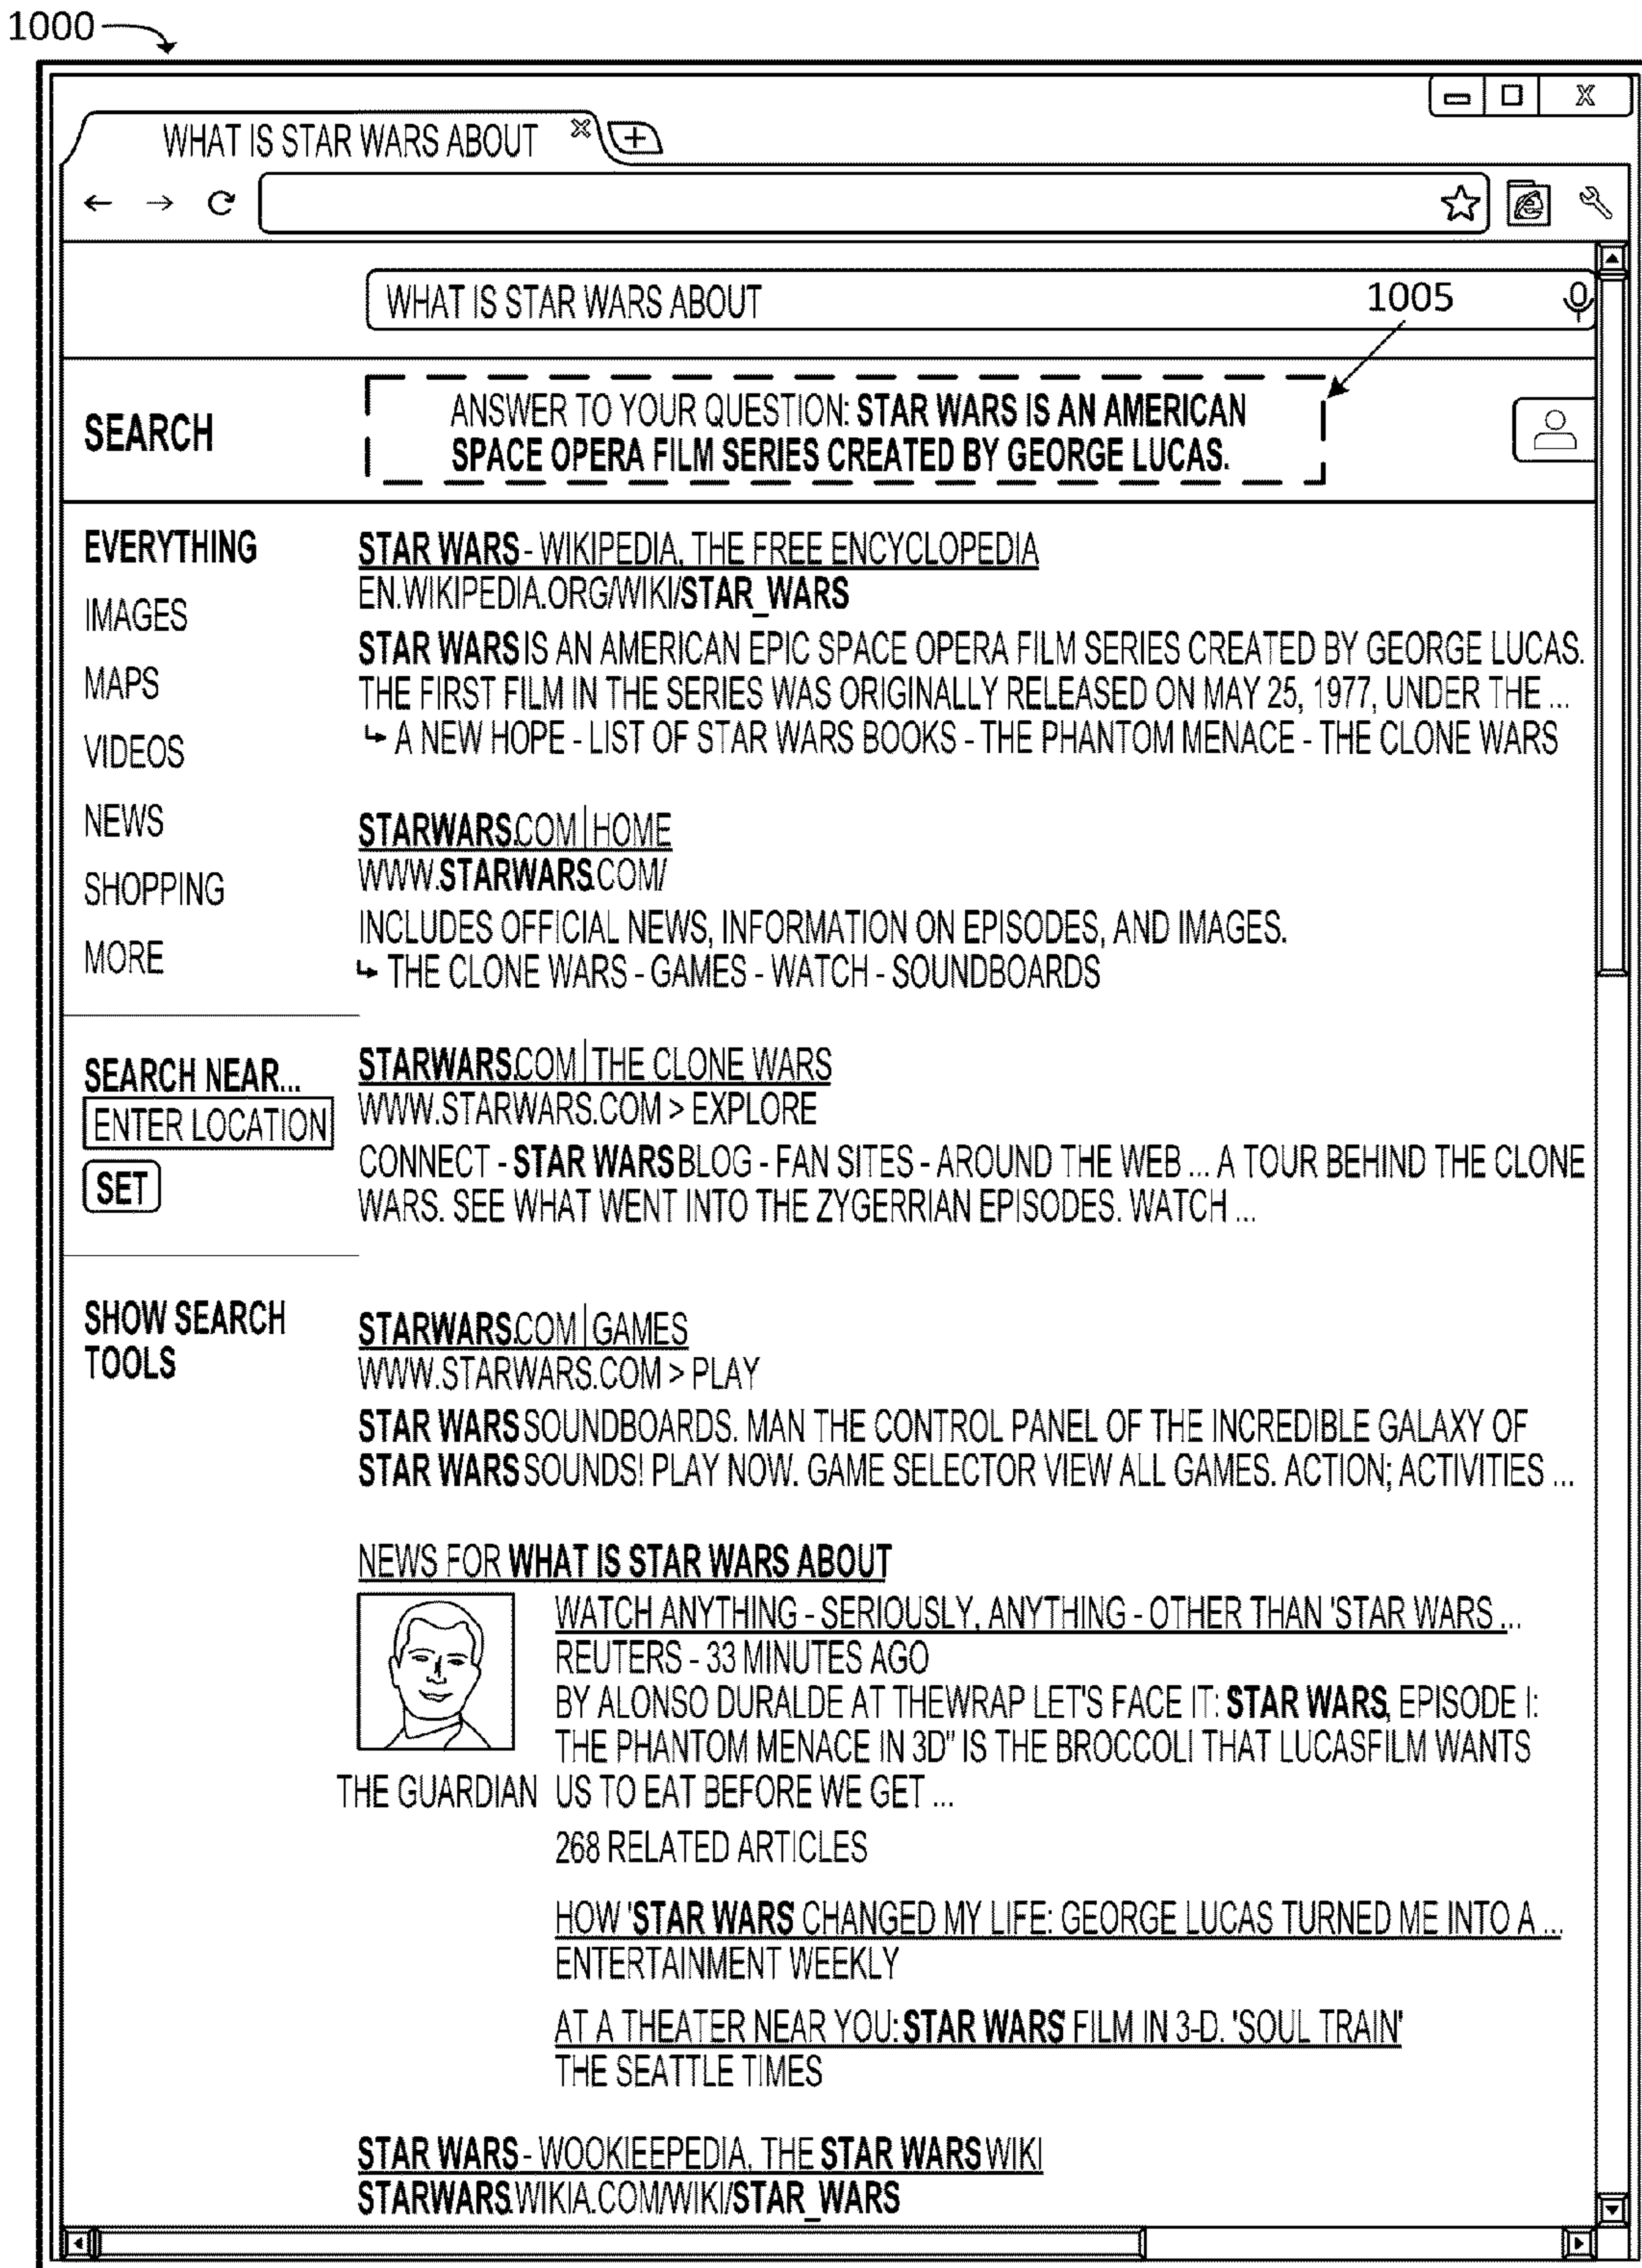 1000
WHAT IS STAR WARS ABOUT
X
WHAT IS STAR WARS ABOUT
1005
SEARCH
ANSWER TO YOUR QUESTION: STAR WARS IS AN AMERICAN
SPACE OPERA FILM SERIES CREATED BY GEORGE LUCAS.
EVERYTHING
IMAGES
MAPS
VIDEOS
NEWS
SHOPPING
MORE
SEARCH NEAR...
ENTER LOCATION
SET
SHOW SEARCH
TOOLS
STAR WARS - WIKIPEDIA, THE FREE ENCYCLOPEDIA
EN.WIKIPEDIA.ORG/WIKI/STAR_WARS
STAR WARS IS AN AMERICAN EPIC SPACE OPERA FILM SERIES CREATED BY GEORGE LUCAS.
THE FIRST FILM IN THE SERIES WAS ORIGINALLY RELEASED ON MAY 25, 1977, UNDER THE ...
A NEW HOPE - LIST OF STAR WARS BOOKS - THE PHANTOM MENACE - THE CLONE WARS
STARWARS.COM | HOME
WWW.STARWARS.COM/
INCLUDES OFFICIAL NEWS, INFORMATION ON EPISODES, AND IMAGES.
THE CLONE WARS - GAMES - WATCH - SOUNDBOARDS
STARWARS.COM | THE CLONE WARS
WWW.STARWARS.COM > EXPLORE
CONNECT - STAR WARS BLOG - FAN SITES - AROUND THE WEB ... A TOUR BEHIND THE CLONE
WARS. SEE WHAT WENT INTO THE ZYGERRIAN EPISODES. WATCH ...
STARWARS.COM | GAMES
WWW.STARWARS.COM > PLAY
STAR WARS SOUNDBOARDS. MAN THE CONTROL PANEL OF THE INCREDIBLE GALAXY OF
STAR WARS SOUNDS! PLAY NOW. GAME SELECTOR VIEW ALL GAMES. ACTION; ACTIVITIES ...
NEWS FOR WHAT IS STAR WARS ABOUT
WATCH ANYTHING - SERIOUSLY, ANYTHING - OTHER THAN 'STAR WARS ...
REUTERS - 33 MINUTES AGO
BY ALONSO DURALDE AT THEWRAP LET'S FACE IT: STAR WARS, EPISODE I:
THE PHANTOM MENACE IN 3D" IS THE BROCCOLI THAT LUCASFILM WANTS
THE GUARDIAN US TO EAT BEFORE WE GET ...
268 RELATED ARTICLES
HOW 'STAR WARS' CHANGED MY LIFE: GEORGE LUCAS TURNED ME INTO A ...
ENTERTAINMENT WEEKLY
AT A THEATER NEAR YOU: STAR WARS' FILM IN 3-D. 'SOUL TRAIN'
THE SEATTLE TIMES
STAR WARS - WOOKIEEPEDIA, THE STAR WARS WIKI
STARWARS.WIKIA.COM/WIKI/STAR_WARS